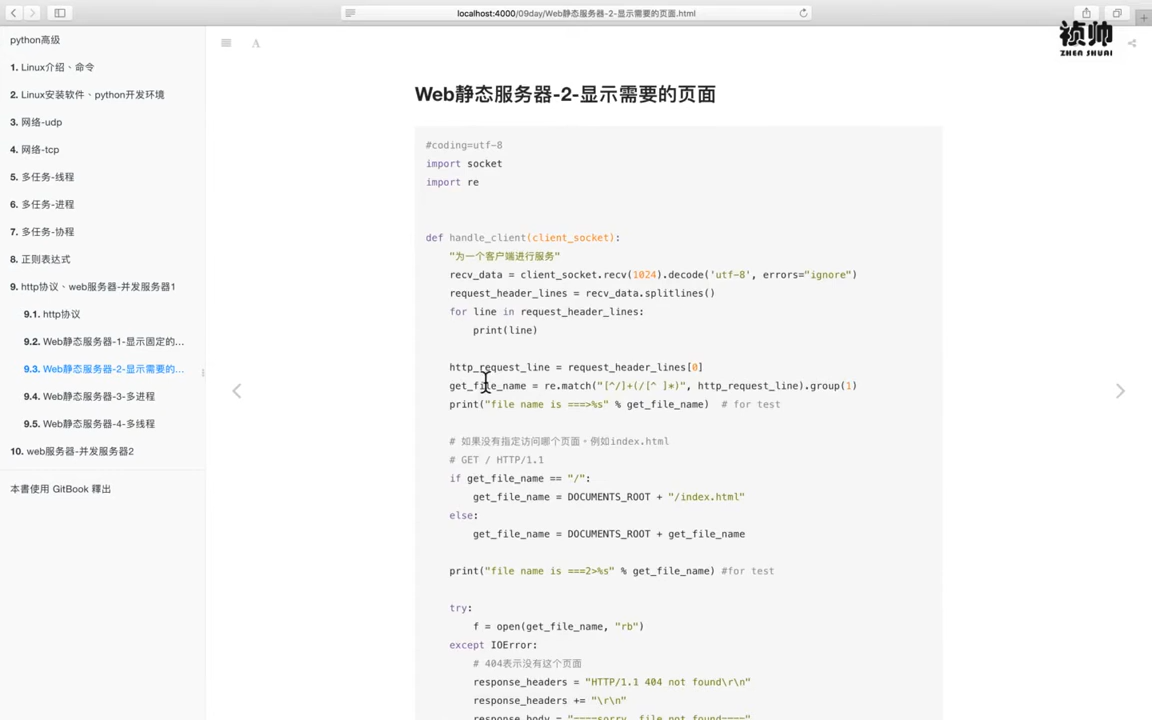 localhost:4000/09day/Web静态服务器-2-显示需要的页面.html
祯帅
ZHEN SHUAI
python高级
1. Linux介绍、命令
2. Linux安装软件、python开发环境
3. 网络-udp
4. 网络-tcp
5. 多任务-线程
6. 多任务-进程
7. 多任务-协程
8. 正则表达式
9. http协议、web服务器-并发服务器1
9.1. http协议
9.2. Web静态服务器-1-显示固定的...
9.3. Web静态服务器-2-显示需要的...
9.4. Web静态服务器-3-多进程
9.5. Web静态服务器-4-多线程
10. web服务器-并发服务器2
本書使用 GitBook 釋出
A
Web静态服务器-2-显示需要的页面
#coding=utf-8
import socket
import re
def handle_client(client_socket):
"为一个客户端进行服务"
recv_data = client_socket.recv(1024).decode('utf-8', errors="ignore")
request_header_lines = recv_data.splitlines()
for line in request_header_lines:
print(line)
http_request_line = request_header_lines[0]
get_file_name = re.match("[^/]+(/[^ ]*)", http_request_line).group(1)
print("file name is ===>%s" % get_file_name)  # for test
# 如果没有指定访问哪个页面。例如index.html
# GET / HTTP/1.1
if get_file_name == "/":
get_file_name = DOCUMENTS_ROOT + "/index.html"
else:
get_file_name = DOCUMENTS_ROOT + get_file_name
print("file name is ===2>%s" % get_file_name) #for test
try:
f = open(get_file_name, "rb")
except IOError:
# 404表示没有这个页面
response_headers = "HTTP/1.1 404 not found\r\n"
response_headers += "\r\n"
response_body = "====sorry ,file not found===="